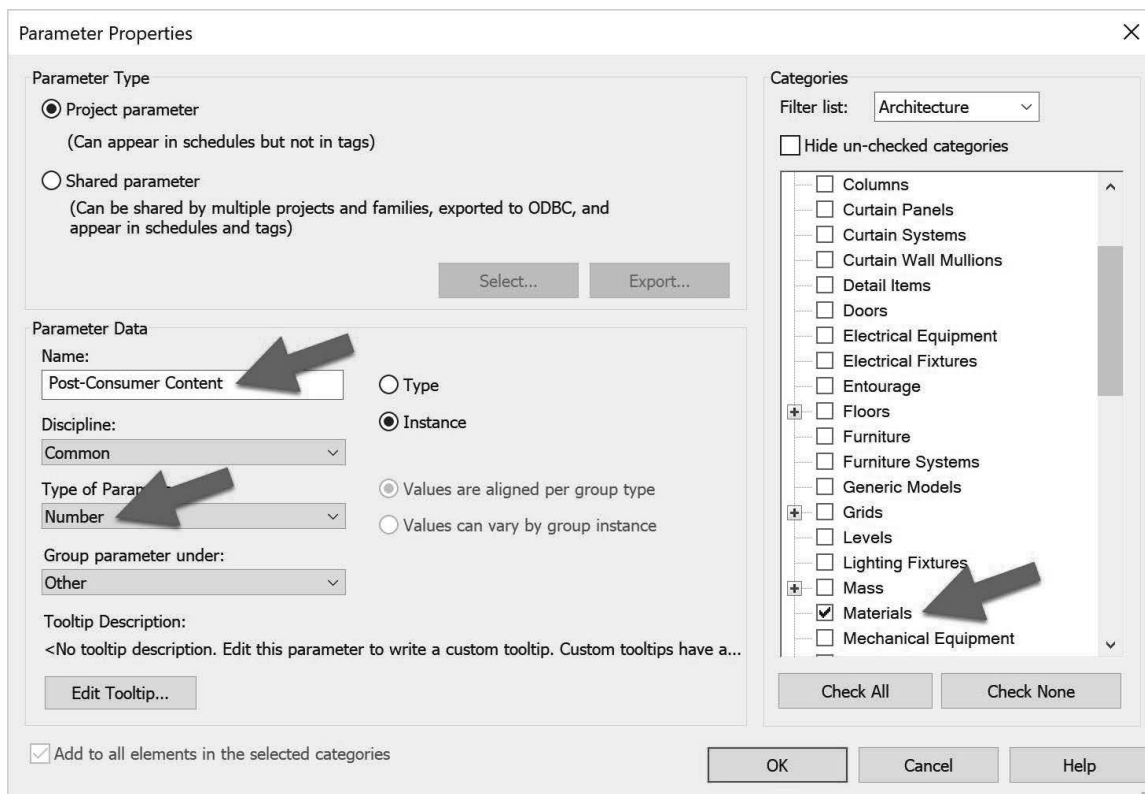 Parameter Properties
Parameter Type
Project parameter
(Can appear in schedules but not in tags)
Shared parameter
(Can be shared by multiple projects and families, exported to ODBC, and
appear in schedules and tags)
Select...
Export...
Parameter Data
Name:
Post-Consumer Content
Type
Instance
Discipline:
Common
Type of
Number
Values are aligned per group type
Values can vary by group instance
Group parameter under:
Other
Tooltip Description:
<No tooltip description. Edit this parameter to write a custom tooltip. Custom tooltips have a...
Edit Tooltip...
Add to all elements in the selected categories
Categories
Filter list:
Architecture
Hide un-checked categories
Columns
Curtain Panels
Curtain Systems
Curtain Wall Mullions
Detail Items
Doors
Electrical Equipment
Electrical Fixtures
Entourage
Floors
Furniture
Furniture Systems
Generic Models
Grids
Levels
Lighting Fixtures
Mass
Materials
Mechanical Equipment
Check All
Check None
OK
Cancel
Help